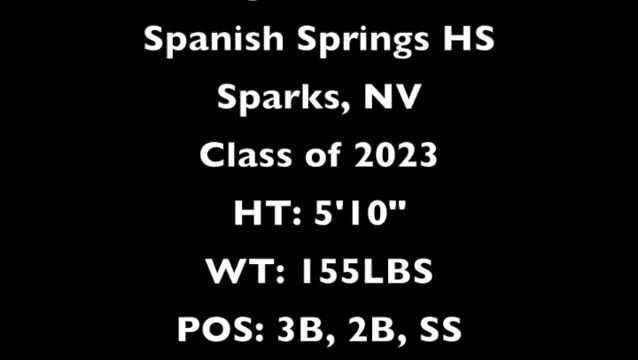 Spanish Springs HS
Sparks, NV
Class of 2023
HT: 5'10"
WT: 155LBS
POS: 3B, 2B, SS